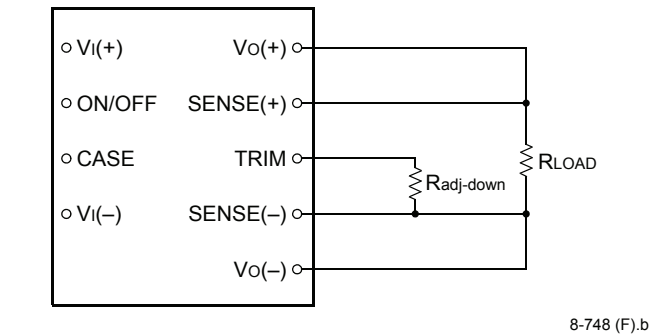 VI(+) VO(+)
ON/OFF SENSE(+)
CASE TRIM RLOAD
Radj-down
VI(–) SENSE(–)
VO(–)
8-748 (F).b